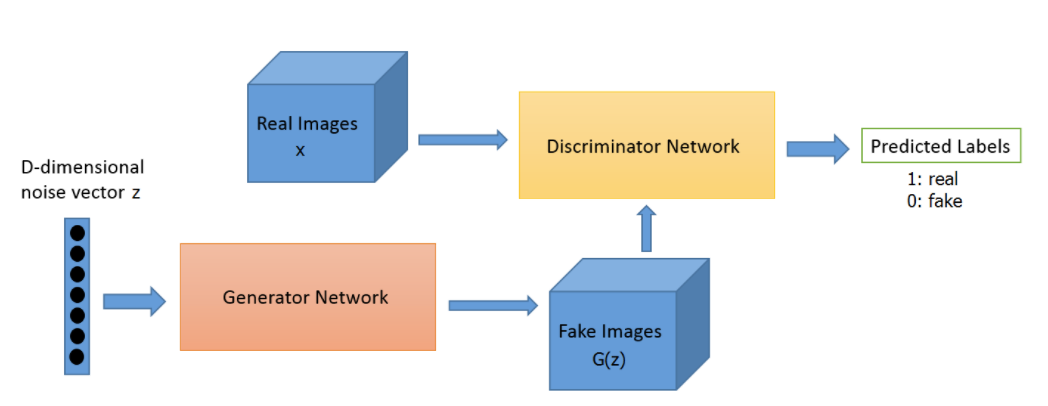 Real Images
x
Discriminator Network
Predicted Labels
1: real
0: fake
D-dimensional
noise vector z
Generator Network
Fake Images
G(z)